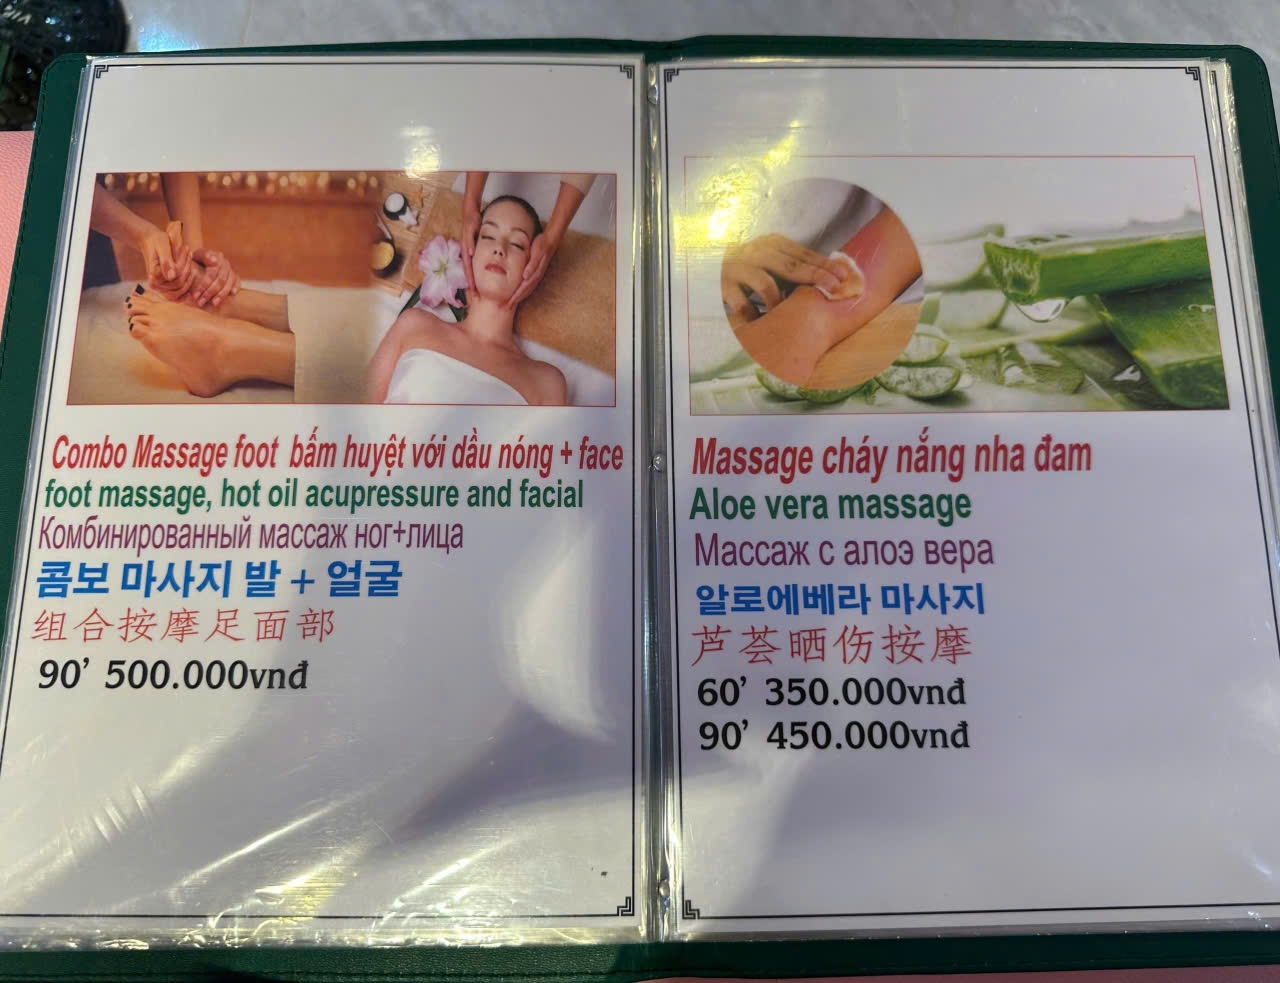 Combo Massage foot bấm huyệt với dầu nóng + face
foot massage, hot oil acupressure and facial
Комбинированный массаж ног+лица
콤보 마사지 발 + 얼굴
组合按摩足面部
90’ 500.000vnđ
Massage cháy nắng nha đam
Aloe vera massage
Массаж с алоэ вера
알로에베라 마사지
芦荟晒伤按摩
60’ 350.000vnđ
90’ 450.000vnđ